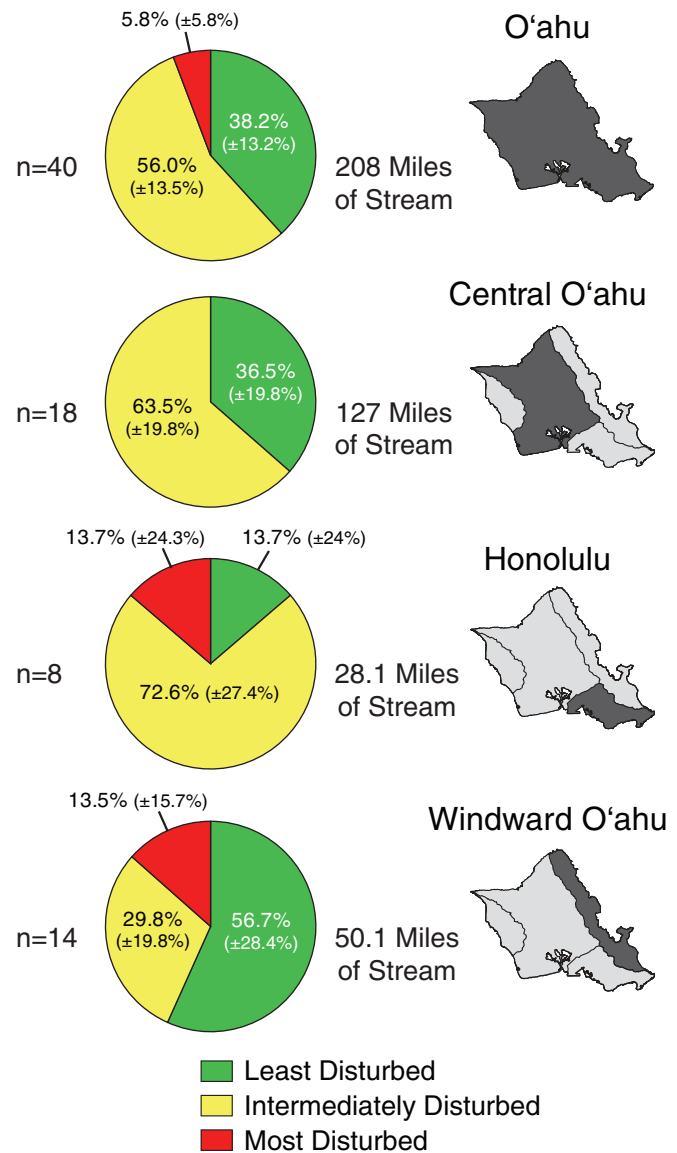 5.8% (±5.8%)
O‘ahu
38.2%
(±13.2%)
56.0%
(±13.5%)
n=40
208 Miles
of Stream
Central O‘ahu
36.5%
(±19.8%)
63.5%
(±19.8%)
n=18
127 Miles
of Stream
13.7% (±24.3%)
13.7% (±24%)
Honolulu
n=8
72.6% (±27.4%)
28.1 Miles
of Stream
13.5% (±15.7%)
Windward O‘ahu
29.8%
(±19.8%)
56.7%
(±28.4%)
n=14
50.1 Miles
of Stream
Least Disturbed
Intermediately Disturbed
Most Disturbed